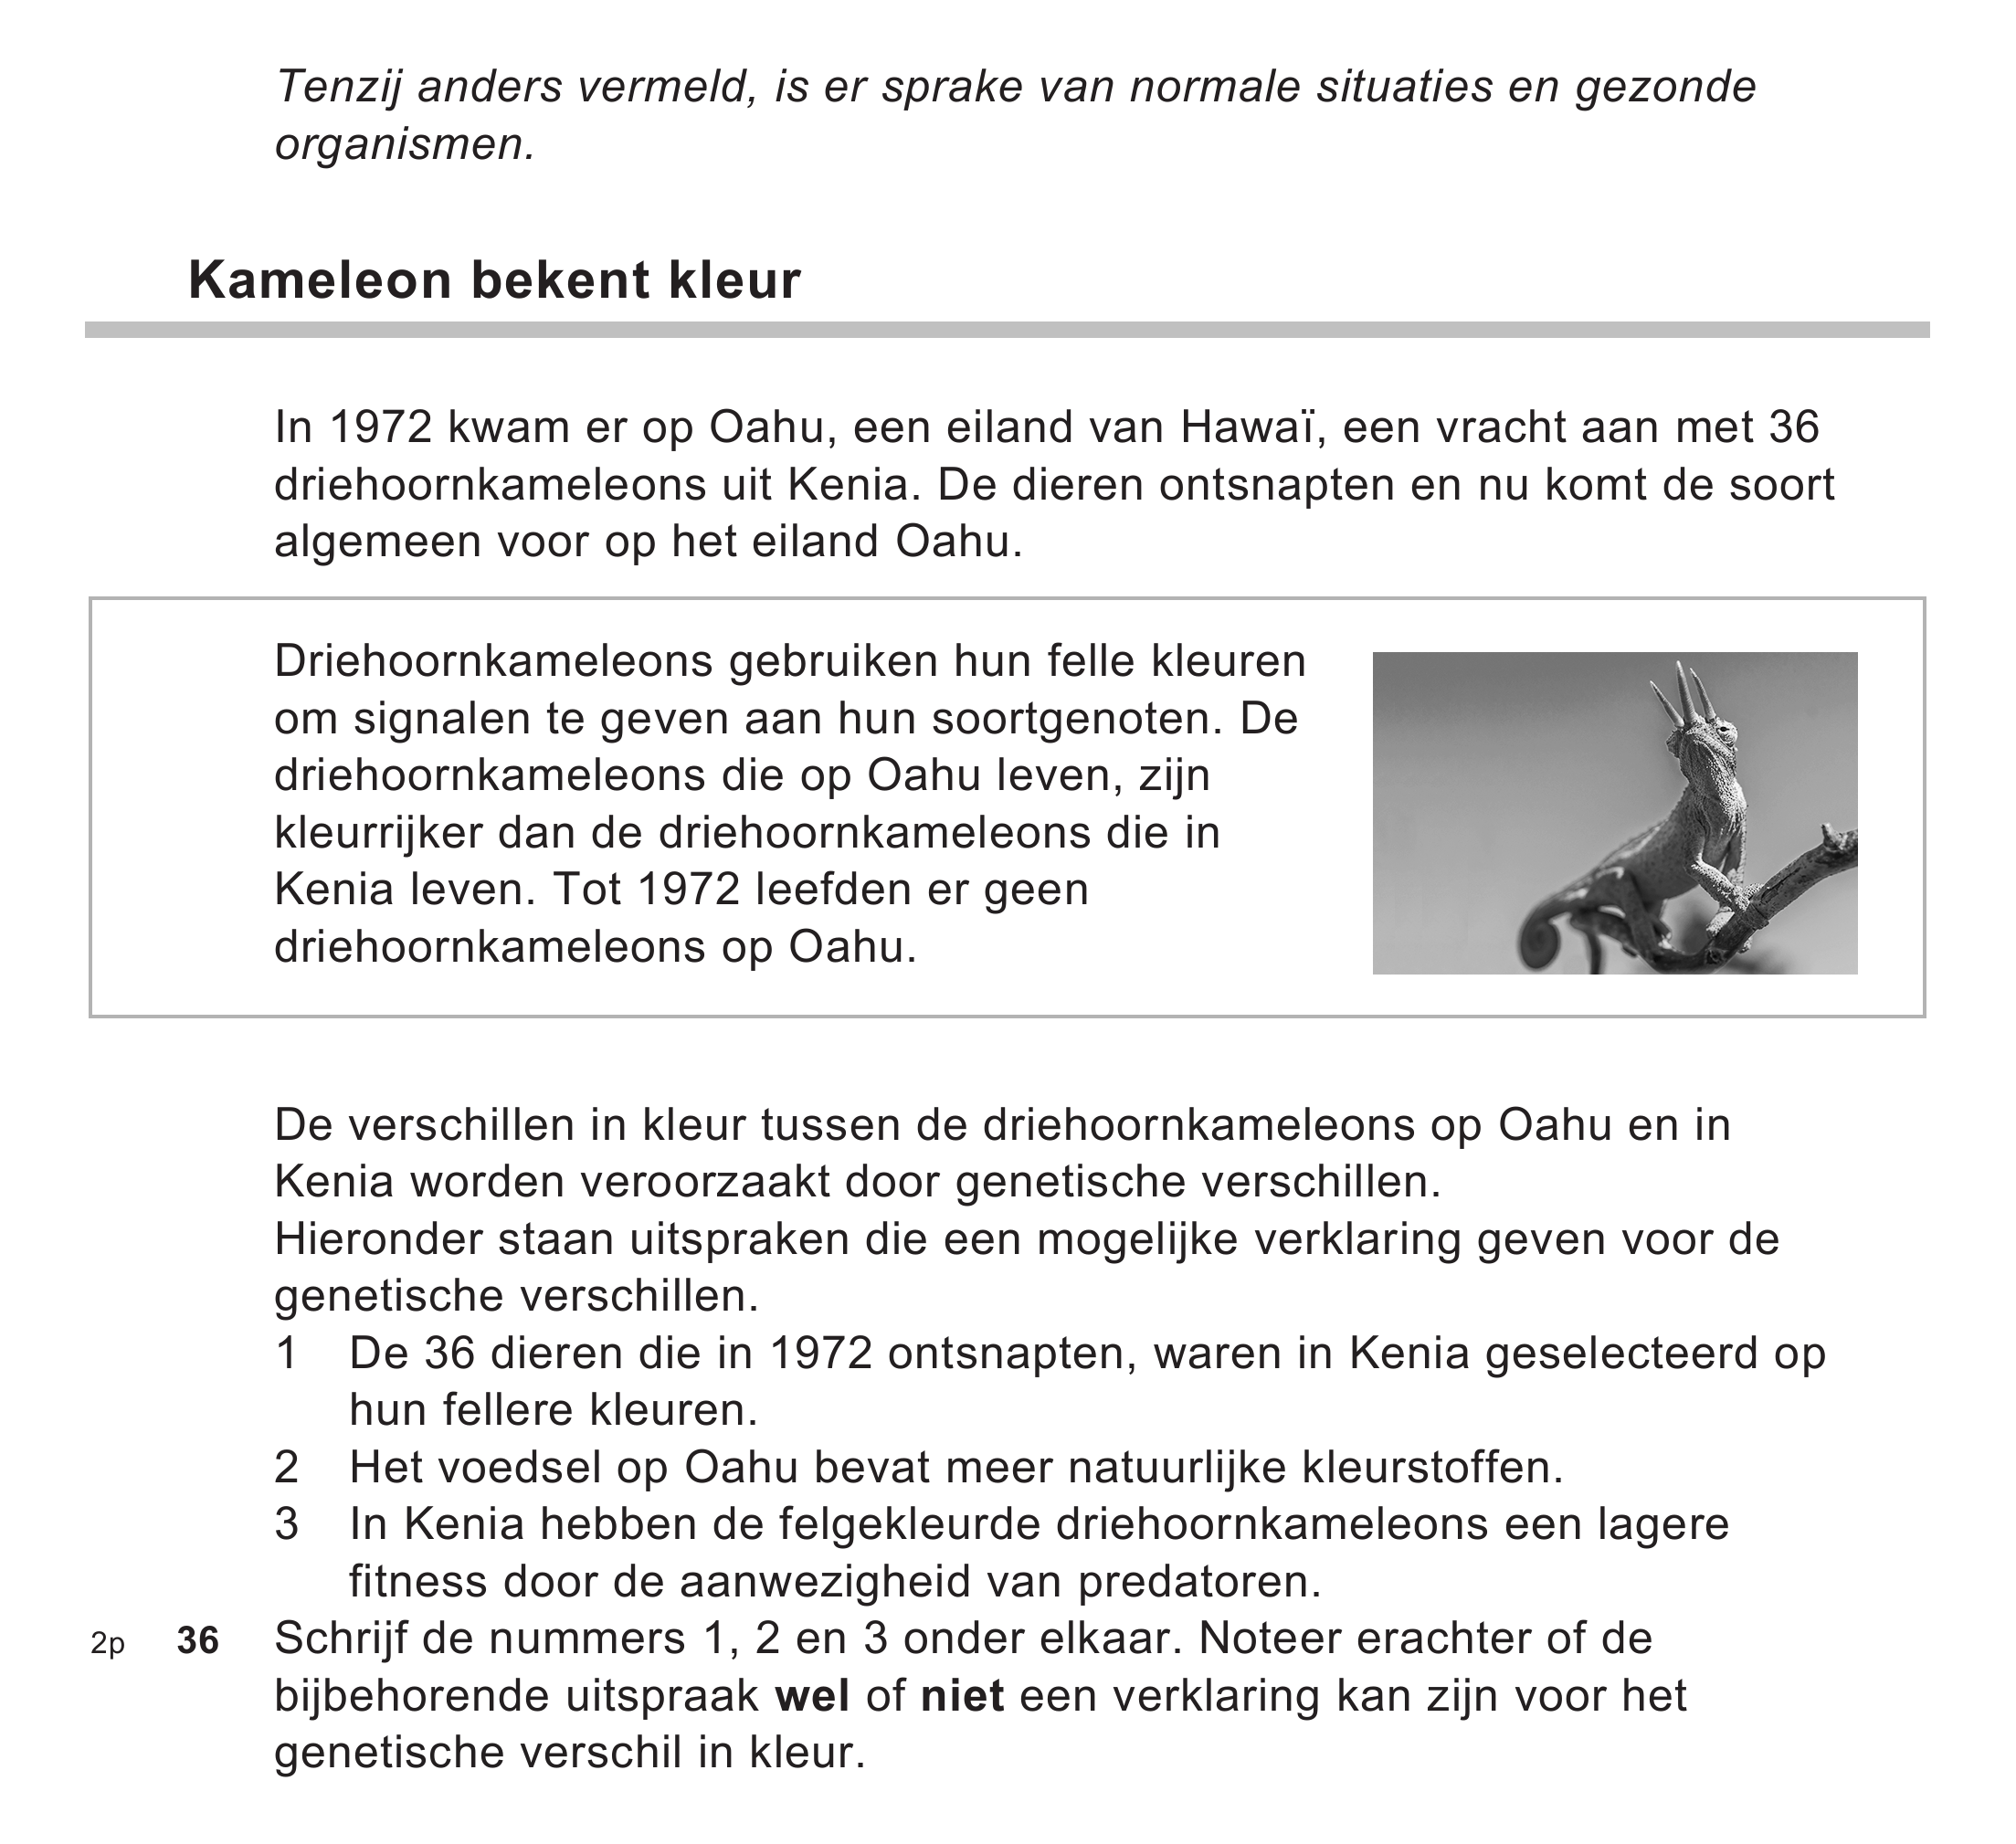 Tenzij anders vermeld, is er sprake van normale situaties en gezonde
organismen.
Kameleon bekent kleur
In 1972 kwam er op Oahu, een eiland van Hawaï, een vracht aan met 36
driehoornkameleons uit Kenia. De dieren ontsnapten en nu komt de soort
algemeen voor op het eiland Oahu.
Driehoornkameleons gebruiken hun felle kleuren
om signalen te geven aan hun soortgenoten. De
driehoornkameleons die op Oahu leven, zijn
kleurrijker dan de driehoornkameleons die in
Kenia leven. Tot 1972 leefden er geen
driehoornkameleons op Oahu.
De verschillen in kleur tussen de driehoornkameleons op Oahu en in
Kenia worden veroorzaakt door genetische verschillen.
Hieronder staan uitspraken die een mogelijke verklaring geven voor de
genetische verschillen.
1 De 36 dieren die in 1972 ontsnapten, waren in Kenia geselecteerd op
hun fellere kleuren.
2 Het voedsel op Oahu bevat meer natuurlijke kleurstoffen.
3 In Kenia hebben de felgekleurde driehoornkameleons een lagere
fitness door de aanwezigheid van predatoren.
2p 36 Schrijf de nummers 1, 2 en 3 onder elkaar. Noteer erachter of de
bijbehorende uitspraak wel of niet een verklaring kan zijn voor het
genetische verschil in kleur.